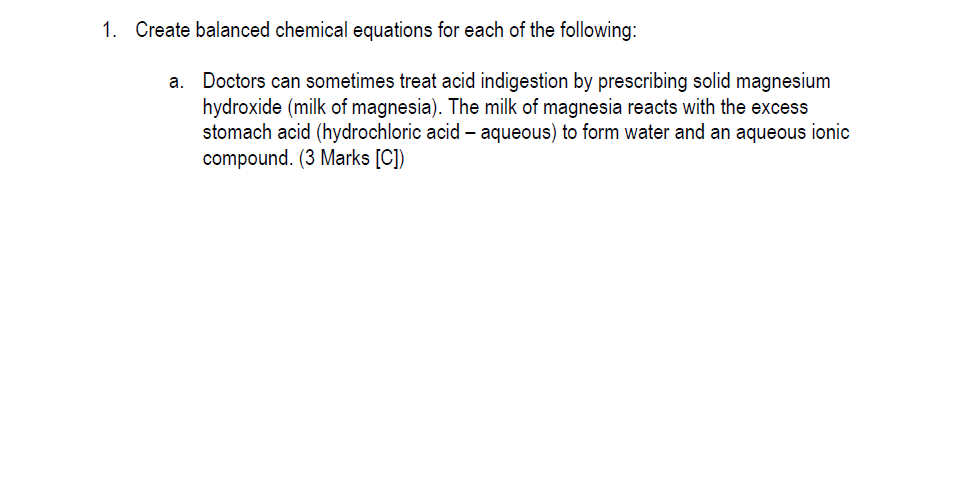 1. Create balanced chemical equations for each of the following:
a. Doctors can sometimes treat acid indigestion by prescribing solid magnesium
hydroxide (milk of magnesia). The milk of magnesia reacts with the excess
stomach acid (hydrochloric acid – aqueous) to form water and an aqueous ionic
compound. (3 Marks [C])